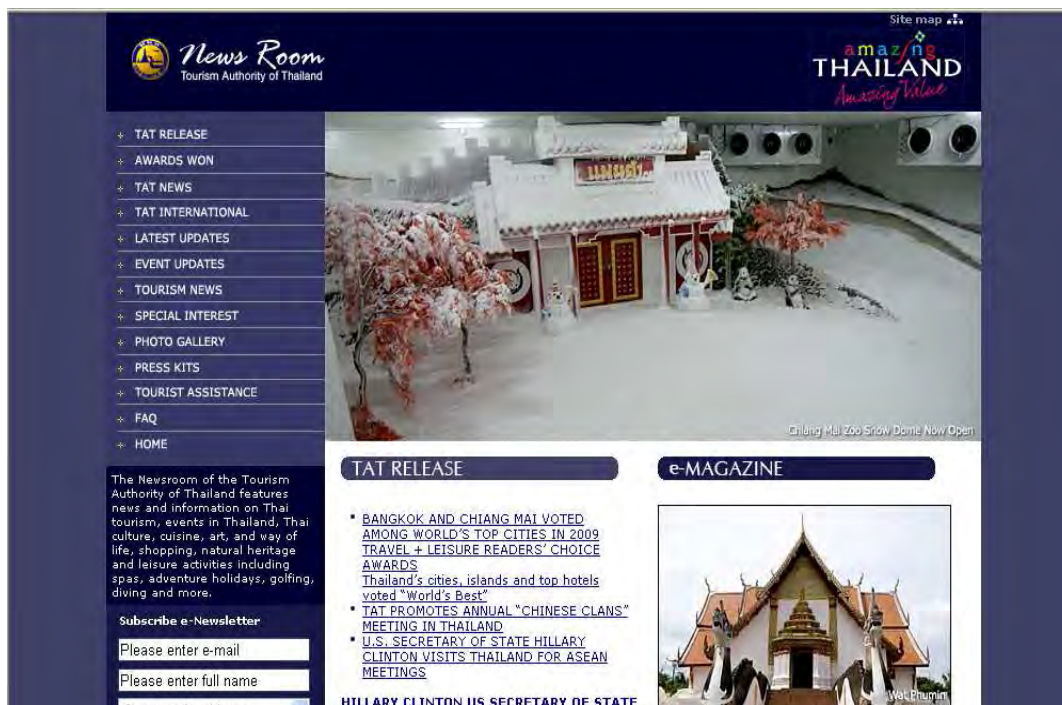 Site map
News Room
Tourism Authority of Thailand
amazing
THAILAND
Amazing Value
TAT RELEASE
AWARDS WON
TAT NEWS
TAT INTERNATIONAL
LATEST UPDATES
EVENT UPDATES
TOURISM NEWS
SPECIAL INTEREST
PHOTO GALLERY
PRESS KITS
TOURIST ASSISTANCE
FAQ
HOME
Chiang Mai Zoo Snow Dome Now Open
The Newsroom of the Tourism
Authority of Thailand features
news and information on Thai
tourism, events in Thailand, Thai
culture, cuisine, art, and way of
life, shopping, natural heritage
and leisure activities including
spas, adventure holidays, golfing,
diving and more.
Subscribe e-Newsletter
Please enter e-mail
Please enter full name
TAT RELEASE
• BANGKOK AND CHIANG MAI VOTED
AMONG WORLD'S TOP CITIES IN 2009
TRAVEL + LEISURE READERS' CHOICE
AWARDS
Thailand's cities, islands and top hotels
voted "World's Best"
• TAT PROMOTES ANNUAL "CHINESE CLANS"
MEETING IN THAILAND
• U.S. SECRETARY OF STATE HILLARY
CLINTON VISITS THAILAND FOR ASEAN
MEETINGS
HILLARY CLINTON US SECRETARY OF STATE
e-MAGAZINE
Wat Phumin